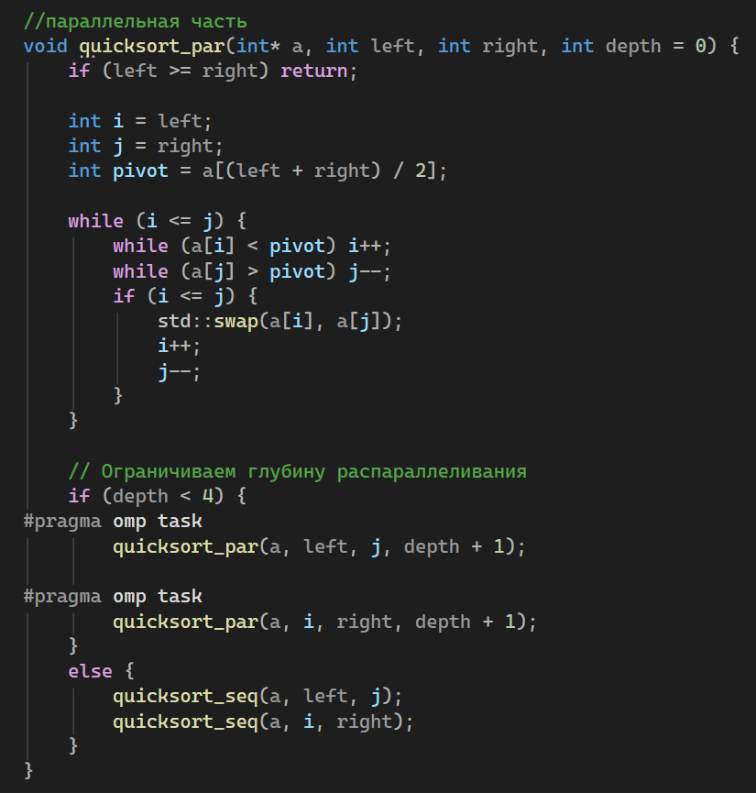 //параллельная часть
void quicksort_par(int* a, int left, int right, int depth = 0) {
    if (left >= right) return;

    int i = left;
    int j = right;
    int pivot = a[(left + right) / 2];

    while (i <= j) {
        while (a[i] < pivot) i++;
        while (a[j] > pivot) j--;
        if (i <= j) {
            std::swap(a[i], a[j]);
            i++;
            j--;
        }
    }

    // Ограничиваем глубину распараллеливания
    if (depth < 4) {
#pragma omp task
        quicksort_par(a, left, j, depth + 1);

#pragma omp task
        quicksort_par(a, i, right, depth + 1);
    }
    else {
        quicksort_seq(a, left, j);
        quicksort_seq(a, i, right);
    }
}